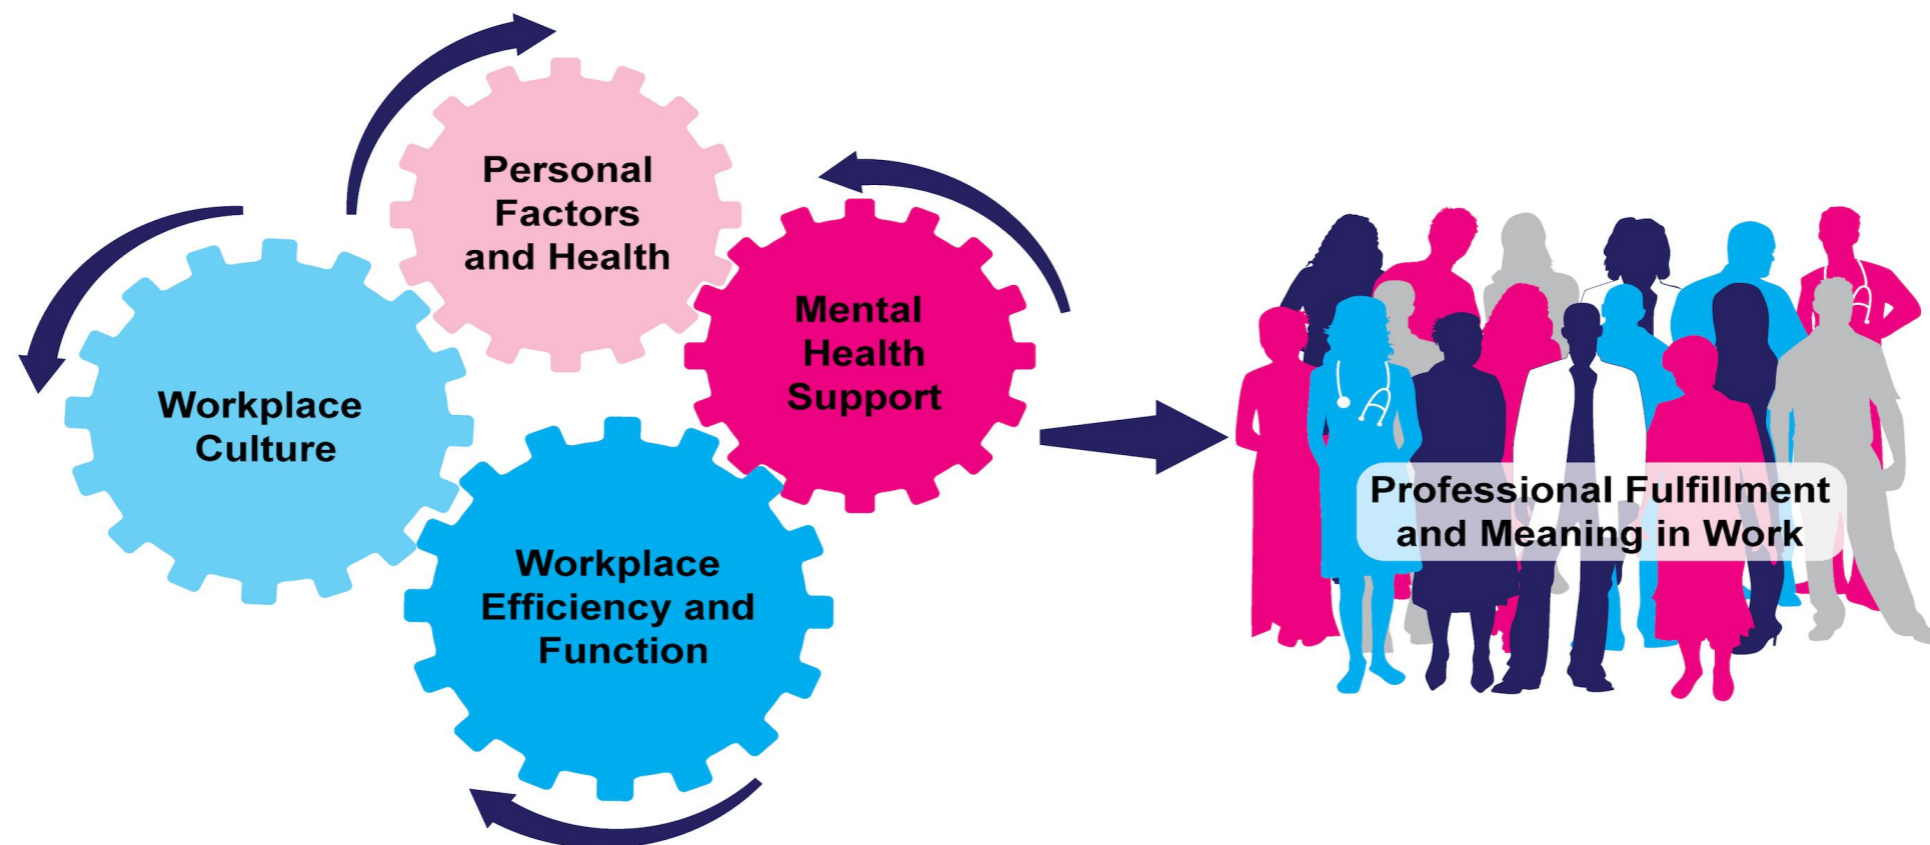 Personal
Factors
and Health
Mental
Health
Support
Workplace
Culture
Workplace
Efficiency and
Function
Professional Fulfillment
and Meaning in Work